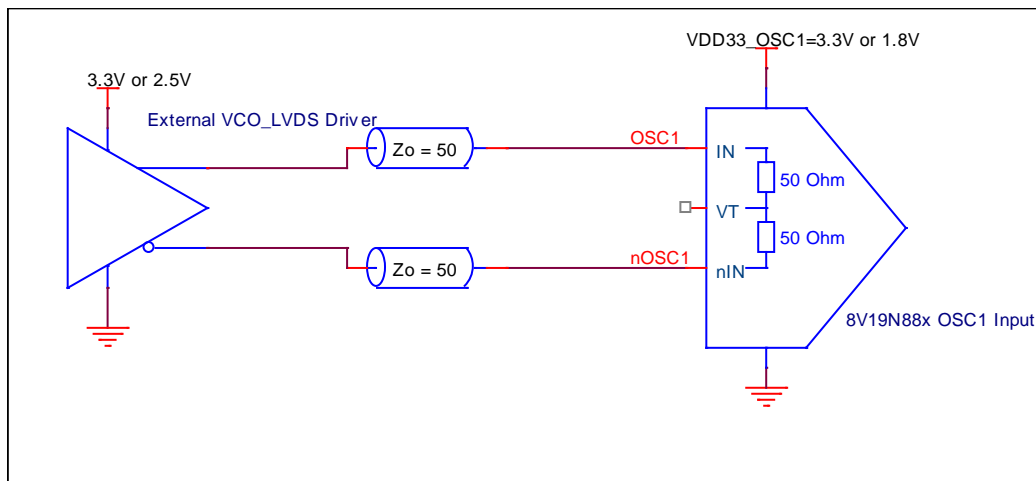 VDD33_OSC1=3.3V or 1.8V
3.3V or 2.5V
External VCO_LVDS Driver
Zo = 50
OSC1
IN
50 Ohm
VT
50 Ohm
Zo = 50
nOSC1
nIN
8V19N88x OSC1 Input